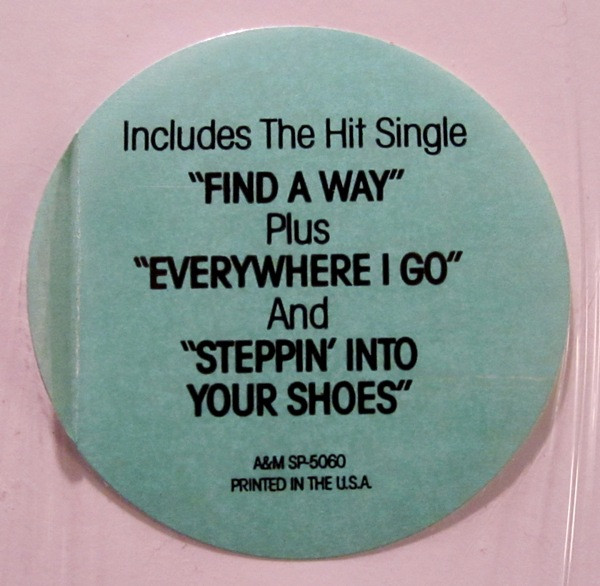 Includes The Hit Single
"FIND A WAY"
Plus
"EVERYWHERE I GO"
And
"STEPPIN' INTO
YOUR SHOES"
A&M SP-5060
PRINTED IN THE U.S.A.